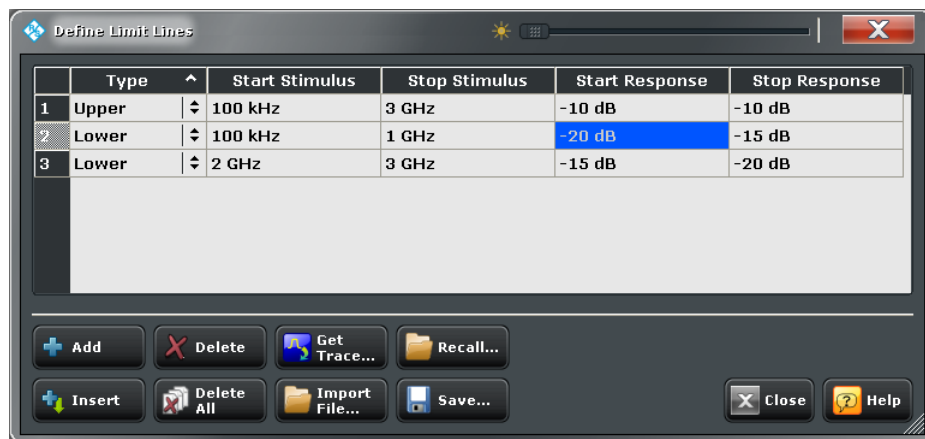 Define Limit Lines
Type Start Stimulus Stop Stimulus Start Response Stop Response
1 Upper 100 kHz 3 GHz -10 dB -10 dB
2 Lower 100 kHz 1 GHz -20 dB -15 dB
3 Lower 2 GHz 3 GHz -15 dB -20 dB
Add Delete Get Trace... Recall...
Insert Delete All Import File... Save... Close Help